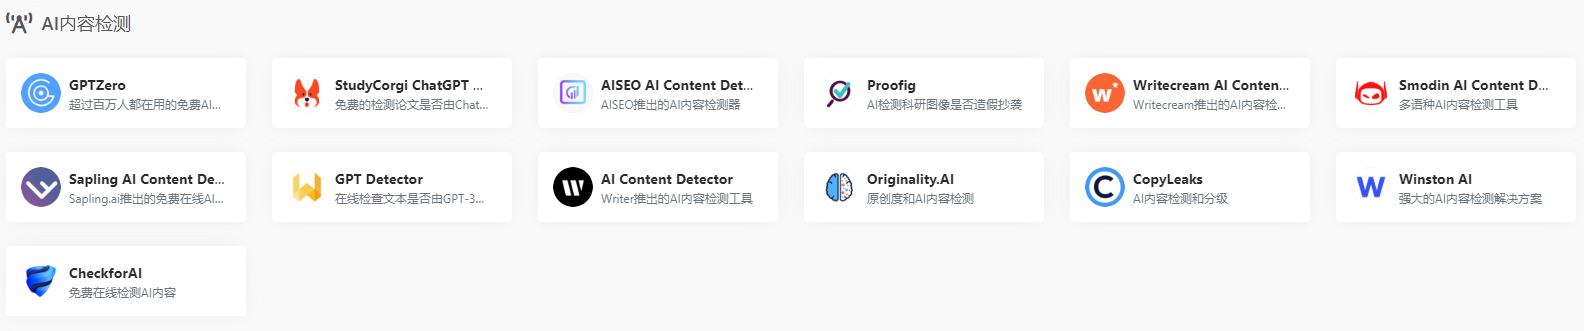 AI内容检测
GPTZero
超过百万人都在用的免费AI...
StudyCorgi ChatGPT ...
免费的检测论文是否由Chat...
AISEO AI Content Det...
AISEO推出的AI内容检测器
Proofig
AI检测科研图像是否造假抄袭
Writecream AI Conten...
Writecream推出的AI内容检...
Smodin AI Content D...
多语种AI内容检测工具
Sapling AI Content De...
Sapling.ai推出的免费在线AI...
GPT Detector
在线检查文本是否由GPT-3...
AI Content Detector
Writer推出的AI内容检测工具
Originality.AI
原创度和AI内容检测
CopyLeaks
AI内容检测和分级
Winston AI
强大的AI内容检测解决方案
CheckforAI
免费在线检测AI内容